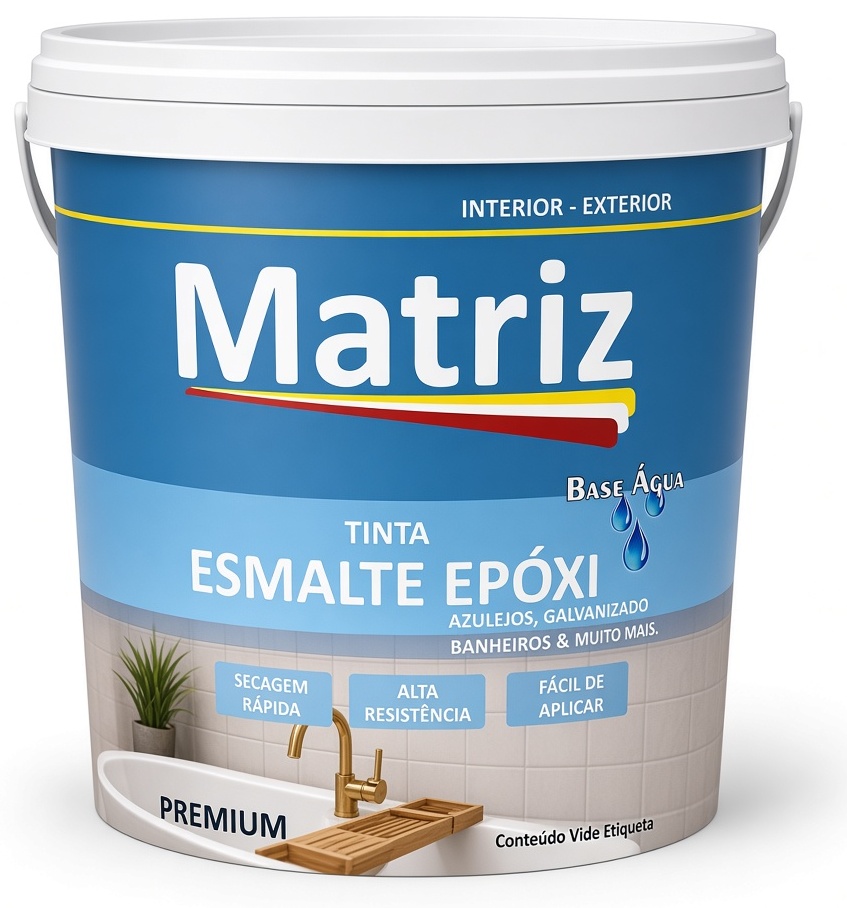 INTERIOR - EXTERIOR
Matriz
BASE ÁGUA
TINTA
ESMALTE EPÓXI
AZULEJOS, GALVANIZADO
BANHEIROS & MUITO MAIS.
SECAGEM
RÁPIDA
ALTA
RESISTÊNCIA
FÁCIL DE
APLICAR
PREMIUM
Conteúdo Vide Etiqueta